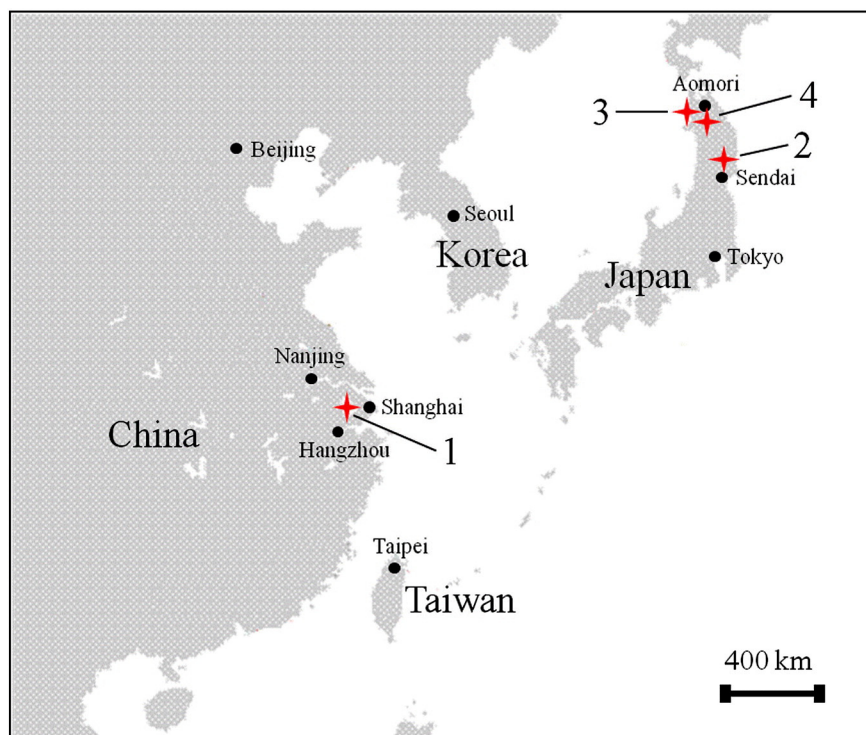 Aomori
3
4
2
Beijing
Sendai
Seoul
Korea
Tokyo
Japan
Nanjing
Shanghai
China
Hangzhou
1
Taipei
Taiwan
400 km